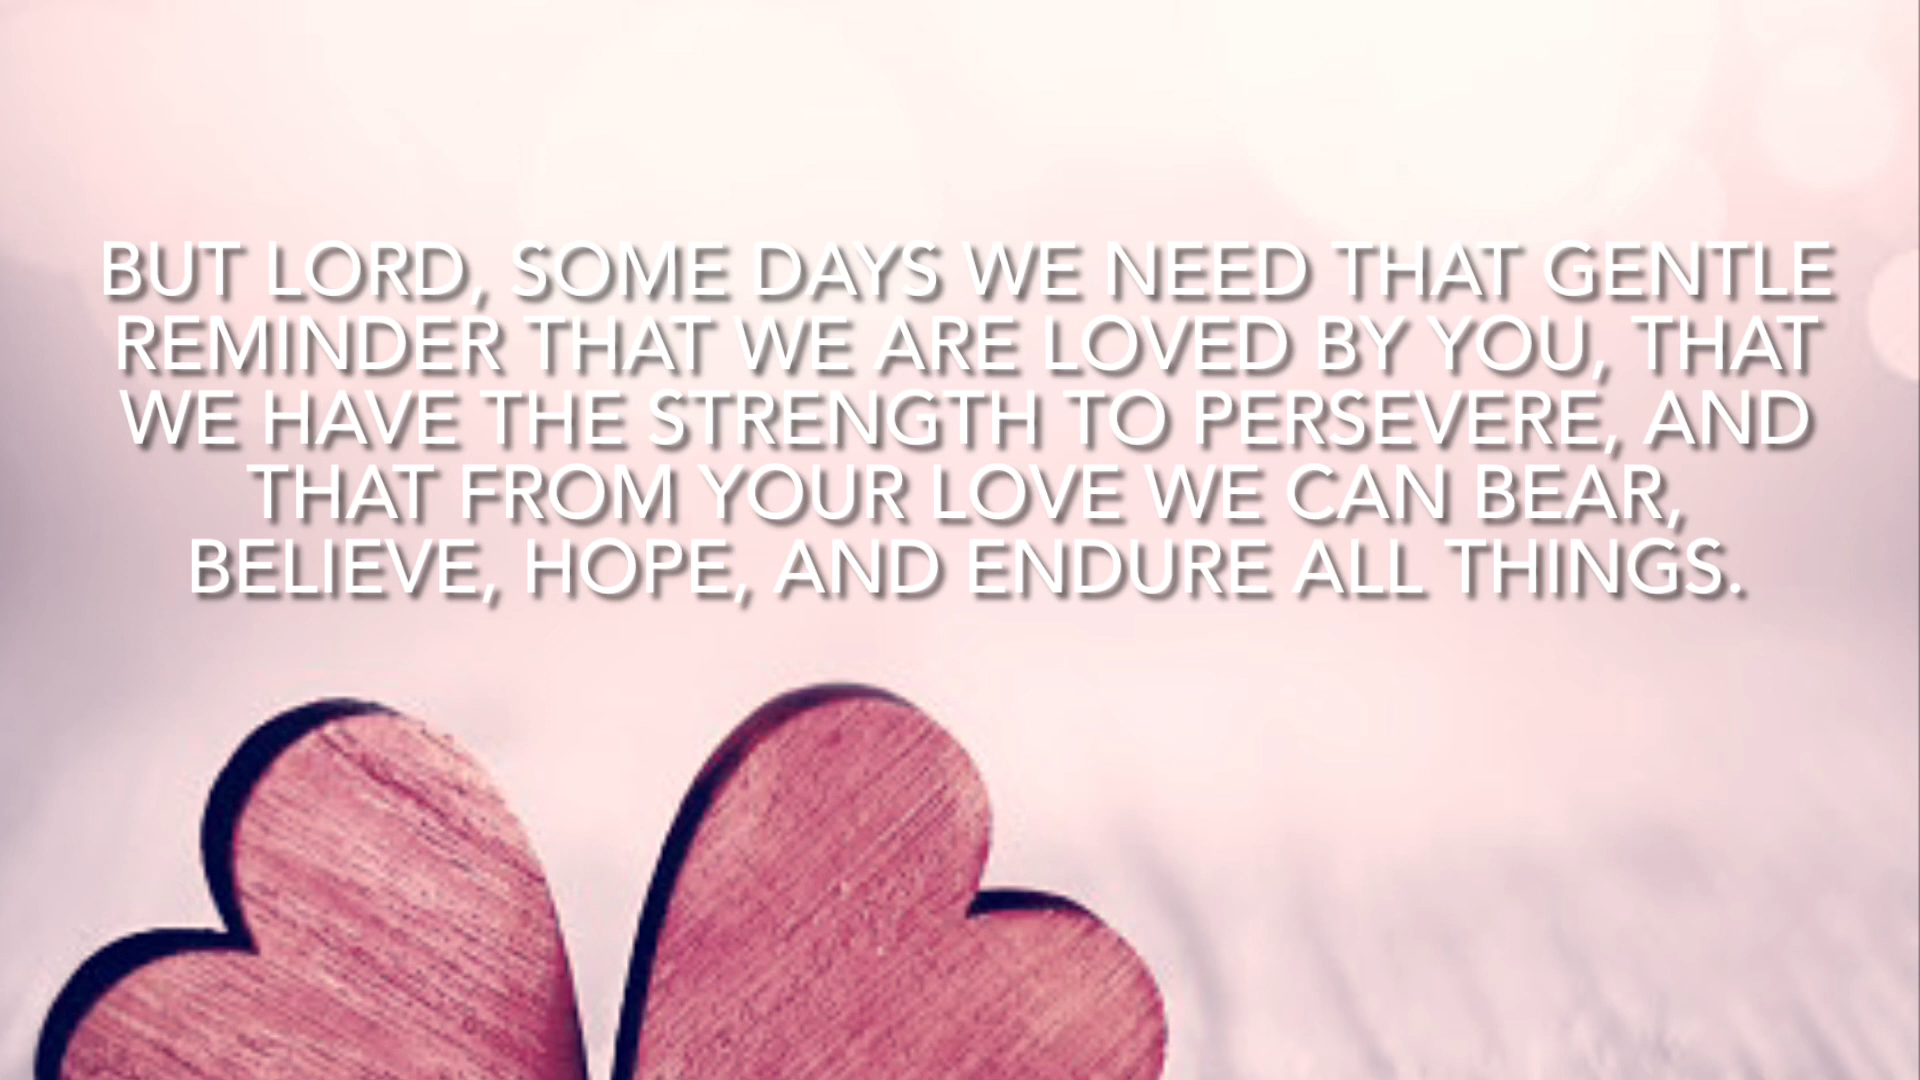 BUT LORD, SOME DAYS WE NEED THAT GENTLE
REMINDER THAT WE ARE LOVED BY YOU, THAT
WE HAVE THE STRENGTH TO PERSEVERE, AND
THAT FROM YOUR LOVE WE CAN BEAR,
BELIEVE, HOPE, AND ENDURE ALL THINGS.